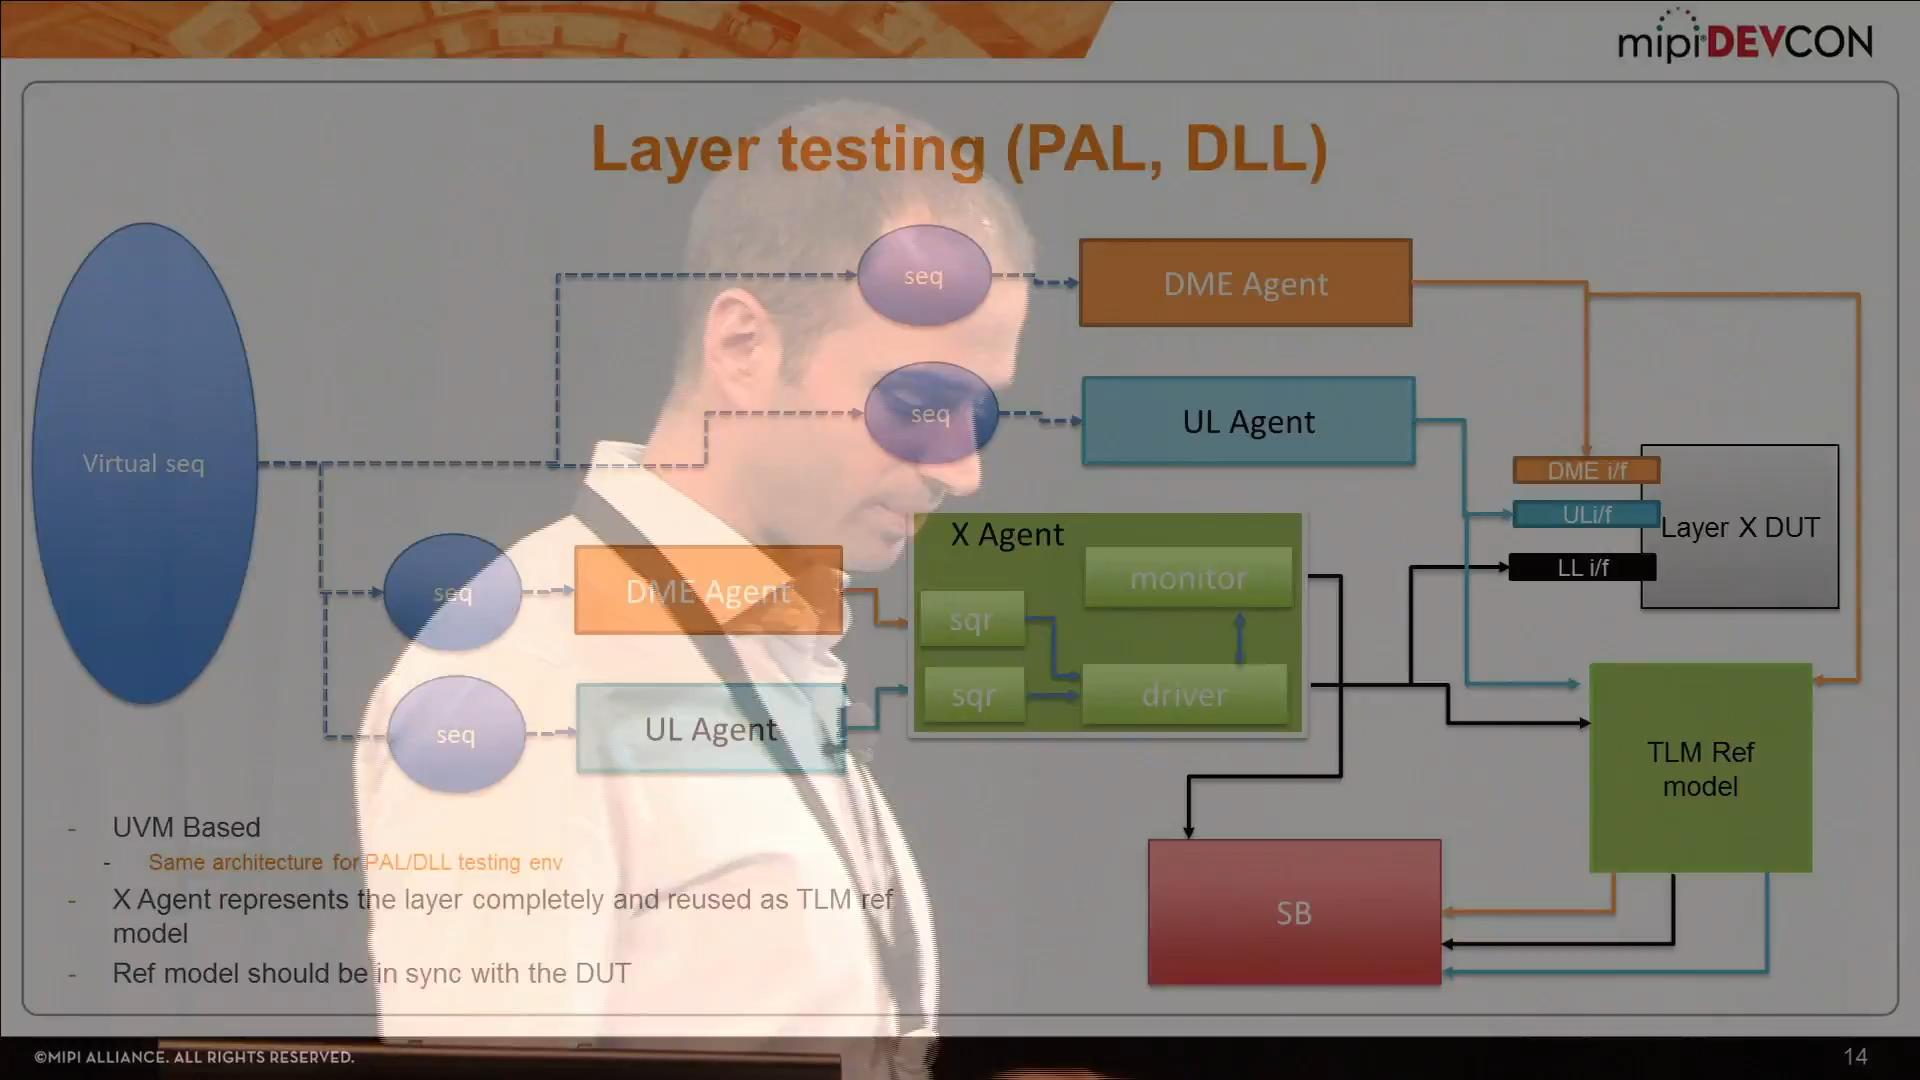 mipi DEVCON
Layer testing (PAL, DLL)
seq
DME Agent
seq
UL Agent
Virtual seq
DME i/f
ULi/f
LL i/f
Layer X DUT
X Agent
monitor
seq
DME Agent
sqr
seq
UL Agent
sqr
driver
TLM Ref
model
SB
- UVM Based
- Same architecture for PAL/DLL testing env
- X Agent represents the layer completely and reused as TLM ref
model
- Ref model should be in sync with the DUT
©MIPI ALLIANCE. ALL RIGHTS RESERVED.
14